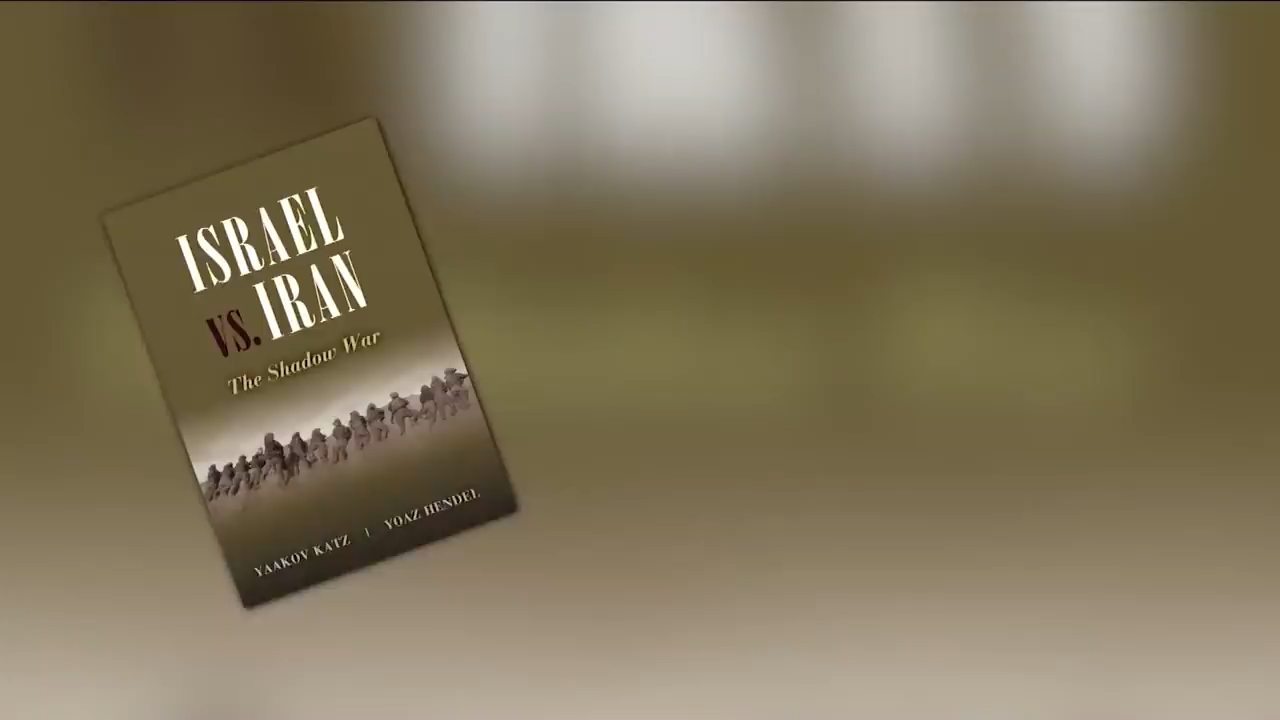 ISRAEL
VS. IRAN
The Shadow War
YAAKOV KATZ | YOAZ HENDEL